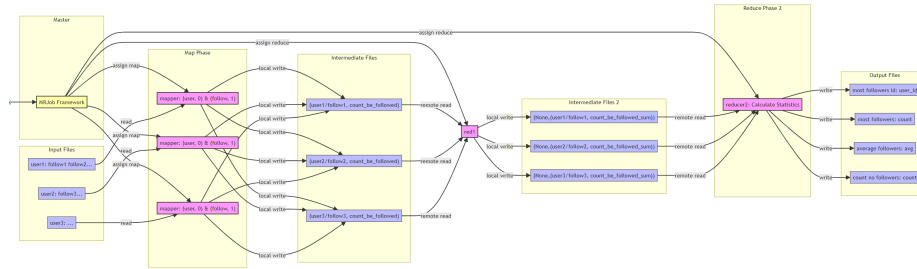 Master
MRJob Framework
Input Files
user1: follow1 follow2...
user2: follow3...
user3: ...
assign map
read
assign map
read
assign map
read
Map Phase
mapper: (user, 0) & (follow, 1)
mapper: (user, 0) & (follow, 1)
mapper: (user, 0) & (follow, 1)
local write
local write
local write
local write
local write
local write
local write
local write
local write
Intermediate Files
(user1/follow1, count_be_followed)
(user2/follow2, count_be_followed)
(user3/follow3, count_be_followed)
assign reduce
remote read
remote read
remote read
red1
local write
local write
local write
Intermediate Files 2
(None,(user1/follow1, count_be_followed_sum))
(None,(user2/follow2, count_be_followed_sum))
(None,(user3/follow3, count_be_followed_sum))
assign reduce
remote read
remote read
remote read
Reduce Phase 2
reducer2: Calculate Statistics
write
write
write
write
Output Files
most followers id: user_id
most followers: count
average followers: avg
count no followers: count